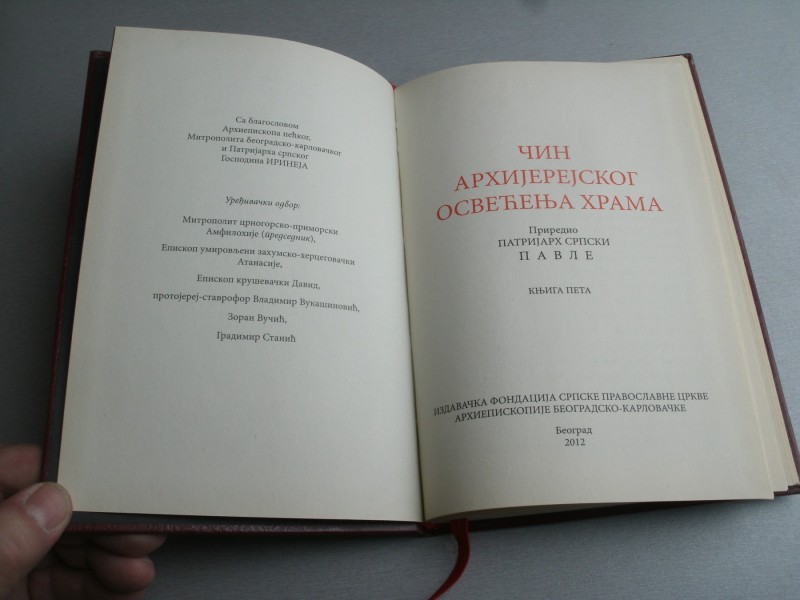 Са благословом
Архиепископа пећког,
Митрополита београдско-карловачког
и Патријарха српског
Господина ИРИНЕЈА
Уређивачки одбор:
Митрополит црногорско-приморски
Амфилохије (председник),
Епископ умировљени захумско-херцеговачки
Атанасије,
Епископ крушевачки Давид,
протојереј-ставрофор Владимир Вукашиновић,
Зоран Вучић,
Градимир Станић
ЧИН
АРХИЈЕРЕЈСКОГ
ОСВЕЋЕЊА ХРАМА
Приредио
ПАТРИЈАРХ СРПСКИ
ПАВЛЕ
КЊИГА ПЕТА
ИЗДАВАЧКА ФОНДАЦИЈА СРПСКЕ ПРАВОСЛАВНЕ ЦРКВЕ
АРХИЕПИСКОПИЈЕ БЕОГРАДСКО-КАРЛОВАЧКЕ
Београд
2012